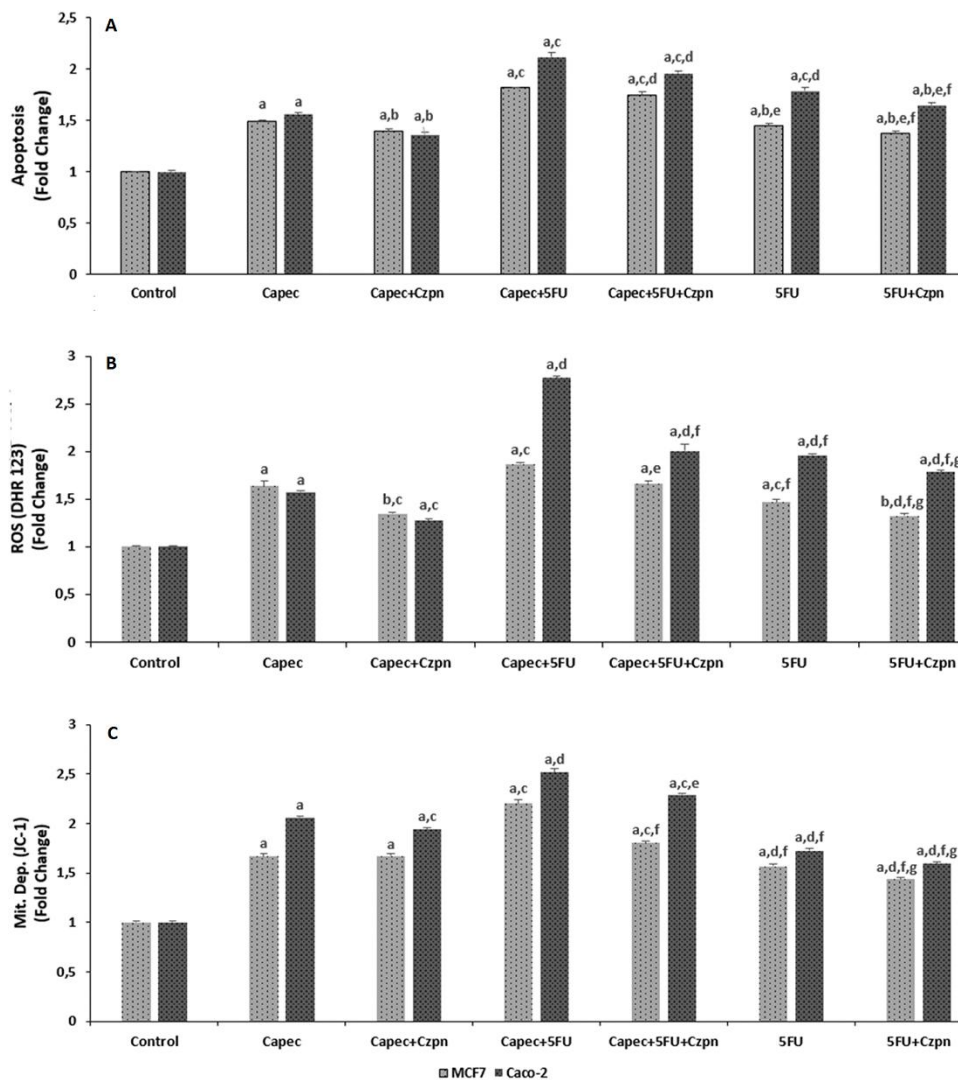 A
Apoptosis
(Fold Change)
2,5
2
1,5
1
0,5
0
a
a
a,b
a,b
a,c
a,c
a,c,d
a,c,d
a,b,e
a,c,d
a,b,e,f
a,b,e,f
Control
Capec
Capec+Czpn
Capec+5FU
Capec+5FU+Czpn
5FU
5FU+Czpn
B
ROS (DHR 123)
(Fold Change)
3
2,5
2
1,5
1
0,5
0
a
a
b,c
a,c
a,c
a,d
a,e
a,d,f
a,c,f
a,d,f
b,d,f,g
a,d,f,g
Control
Capec
Capec+Czpn
Capec+5FU
Capec+5FU+Czpn
5FU
5FU+Czpn
C
Mit. Dep. (JC-1)
(Fold Change)
3
2,5
2
1,5
1
0,5
0
a
a
a
a,c
a,c
a,d
a,c,f
a,c,e
a,d,f
a,d,f
a,d,f,g
a,d,f,g
Control
Capec
Capec+Czpn
Capec+5FU
Capec+5FU+Czpn
5FU
5FU+Czpn
MCF7
Caco-2